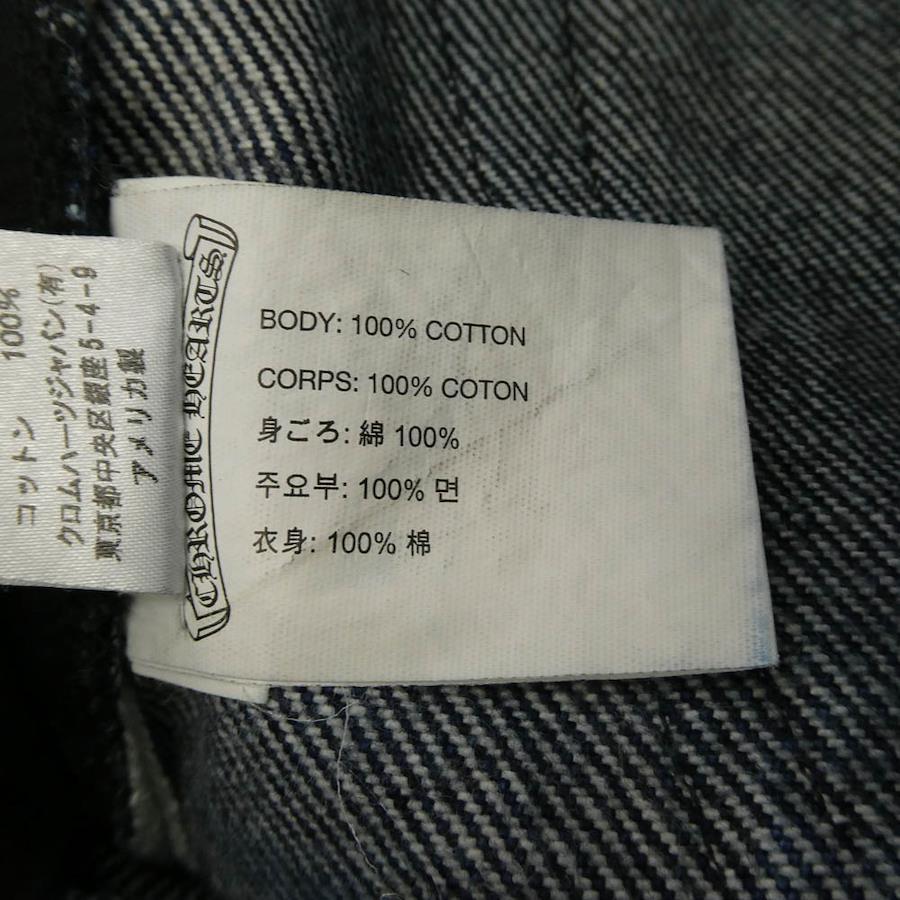 コットン 100%
クロムハーツジャパン(有)
東京都中央区銀座5-4-9
アメリカ製
CHROME HEARTS
BODY: 100% COTTON
CORPS: 100% COTON
身ごろ: 綿 100%
주요부: 100% 면
衣身: 100% 棉